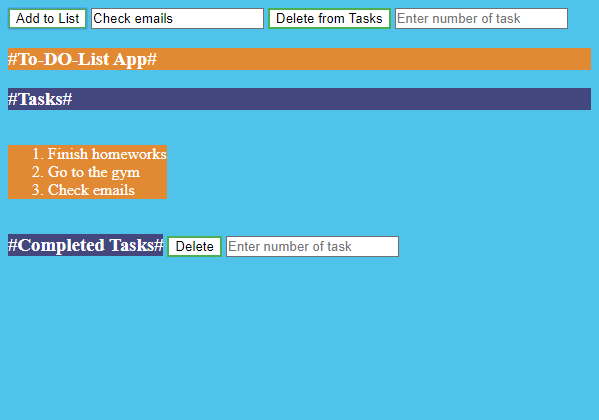 Add to List Check emails Delete from Tasks Enter number of task
#To-DO-List App#
#Tasks#
1. Finish homeworks
2. Go to the gym
3. Check emails
#Completed Tasks# Delete Enter number of task